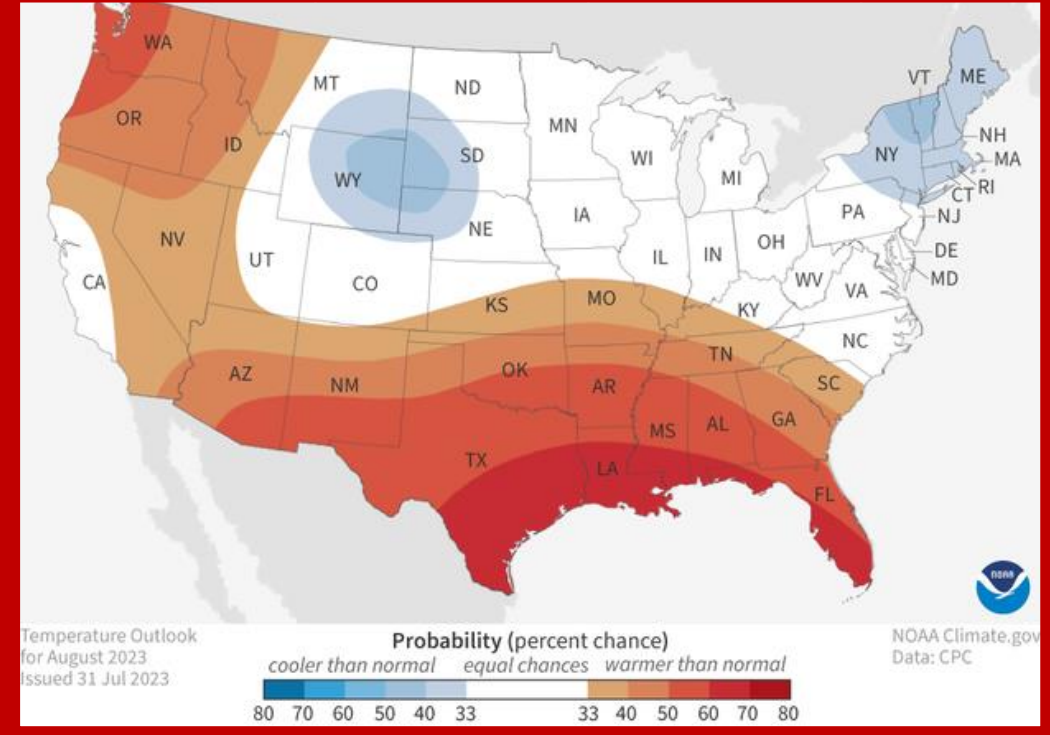 WA
MT
ND
VT
ME
OR
MN
ID
SD
WI
NH
NY
MA
WY
MI
CT
RI
IA
PA
NJ
NE
NV
OH
UT
IL
IN
DE
CO
WV
MD
CA
VA
KS
MO
KY
NC
TN
AZ
NM
OK
AR
SC
GA
MS
AL
TX
LA
FL
NOAA
Temperature Outlook
for August 2023
Issued 31 Jul 2023
Probability (percent chance)
cooler than normal equal chances warmer than normal
80 70 60 50 40 33 33 40 50 60 70 80
NOAA Climate.gov
Data: CPC